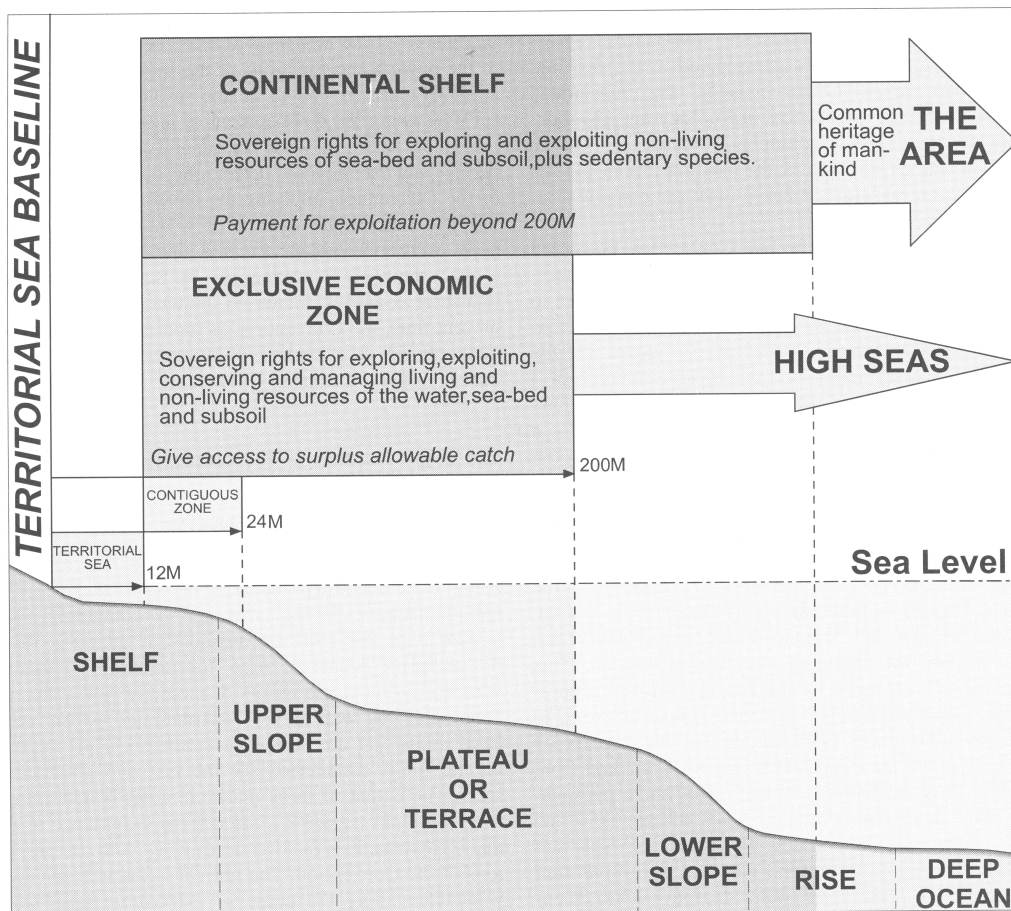 TERRITORIAL SEA BASELINE
CONTINENTAL SHELF
Sovereign rights for exploring and exploiting non-living
resources of sea-bed and subsoil,plus sedentary species.
Payment for exploitation beyond 200M
Common
heritage
of man-
kind
THE
AREA
EXCLUSIVE ECONOMIC
ZONE
Sovereign rights for exploring,exploiting,
conserving and managing living and
non-living resources of the water,sea-bed
and subsoil
Give access to surplus allowable catch
HIGH SEAS
200M
CONTIGUOUS
ZONE
24M
TERRITORIAL
SEA
12M
Sea Level
SHELF
UPPER
SLOPE
PLATEAU
OR
TERRACE
LOWER
SLOPE
RISE
DEEP
OCEAN